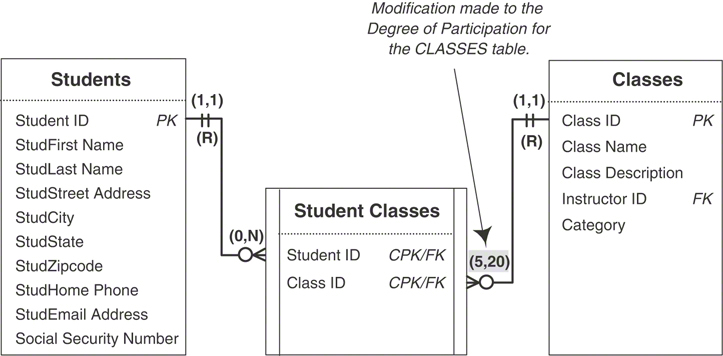 Modification made to the
Degree of Participation for
the CLASSES table.
Students
Student ID PK
StudFirst Name
StudLast Name
StudStreet Address
StudCity
StudState
StudZipcode
StudHome Phone
StudEmail Address
Social Security Number
(1,1)
(R)
(0,N)
Student Classes
Student ID CPK/FK
Class ID CPK/FK
(5,20)
(1,1)
(R)
Classes
Class ID PK
Class Name
Class Description
Instructor ID FK
Category